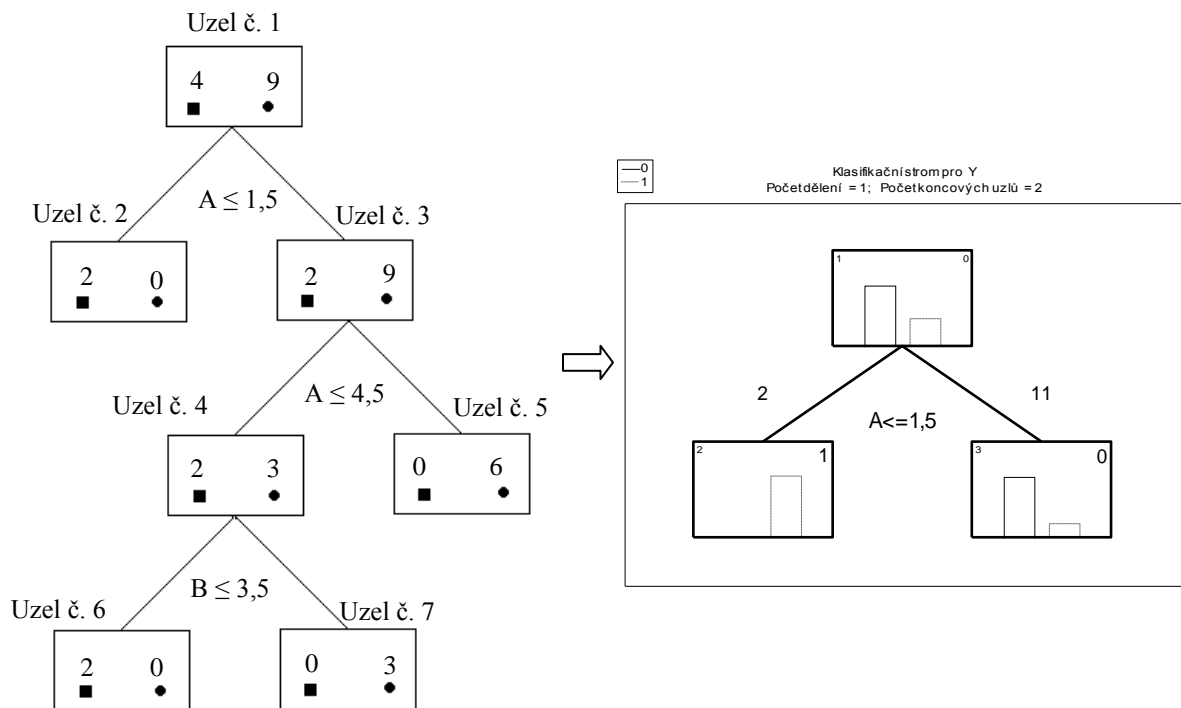 Uzel č. 1
4 9
A ≤ 1,5
Uzel č. 2
Uzel č. 3
2 0
2 9
A ≤ 4,5
Uzel č. 4
Uzel č. 5
2 3
0 6
B ≤ 3,5
Uzel č. 6
Uzel č. 7
2 0
0 3
0
1
Klasifikační strom pro Y
Počet dělení = 1; Počet koncových uzlů = 2
1 0
2
11
A<=1,5
2 1
3 0